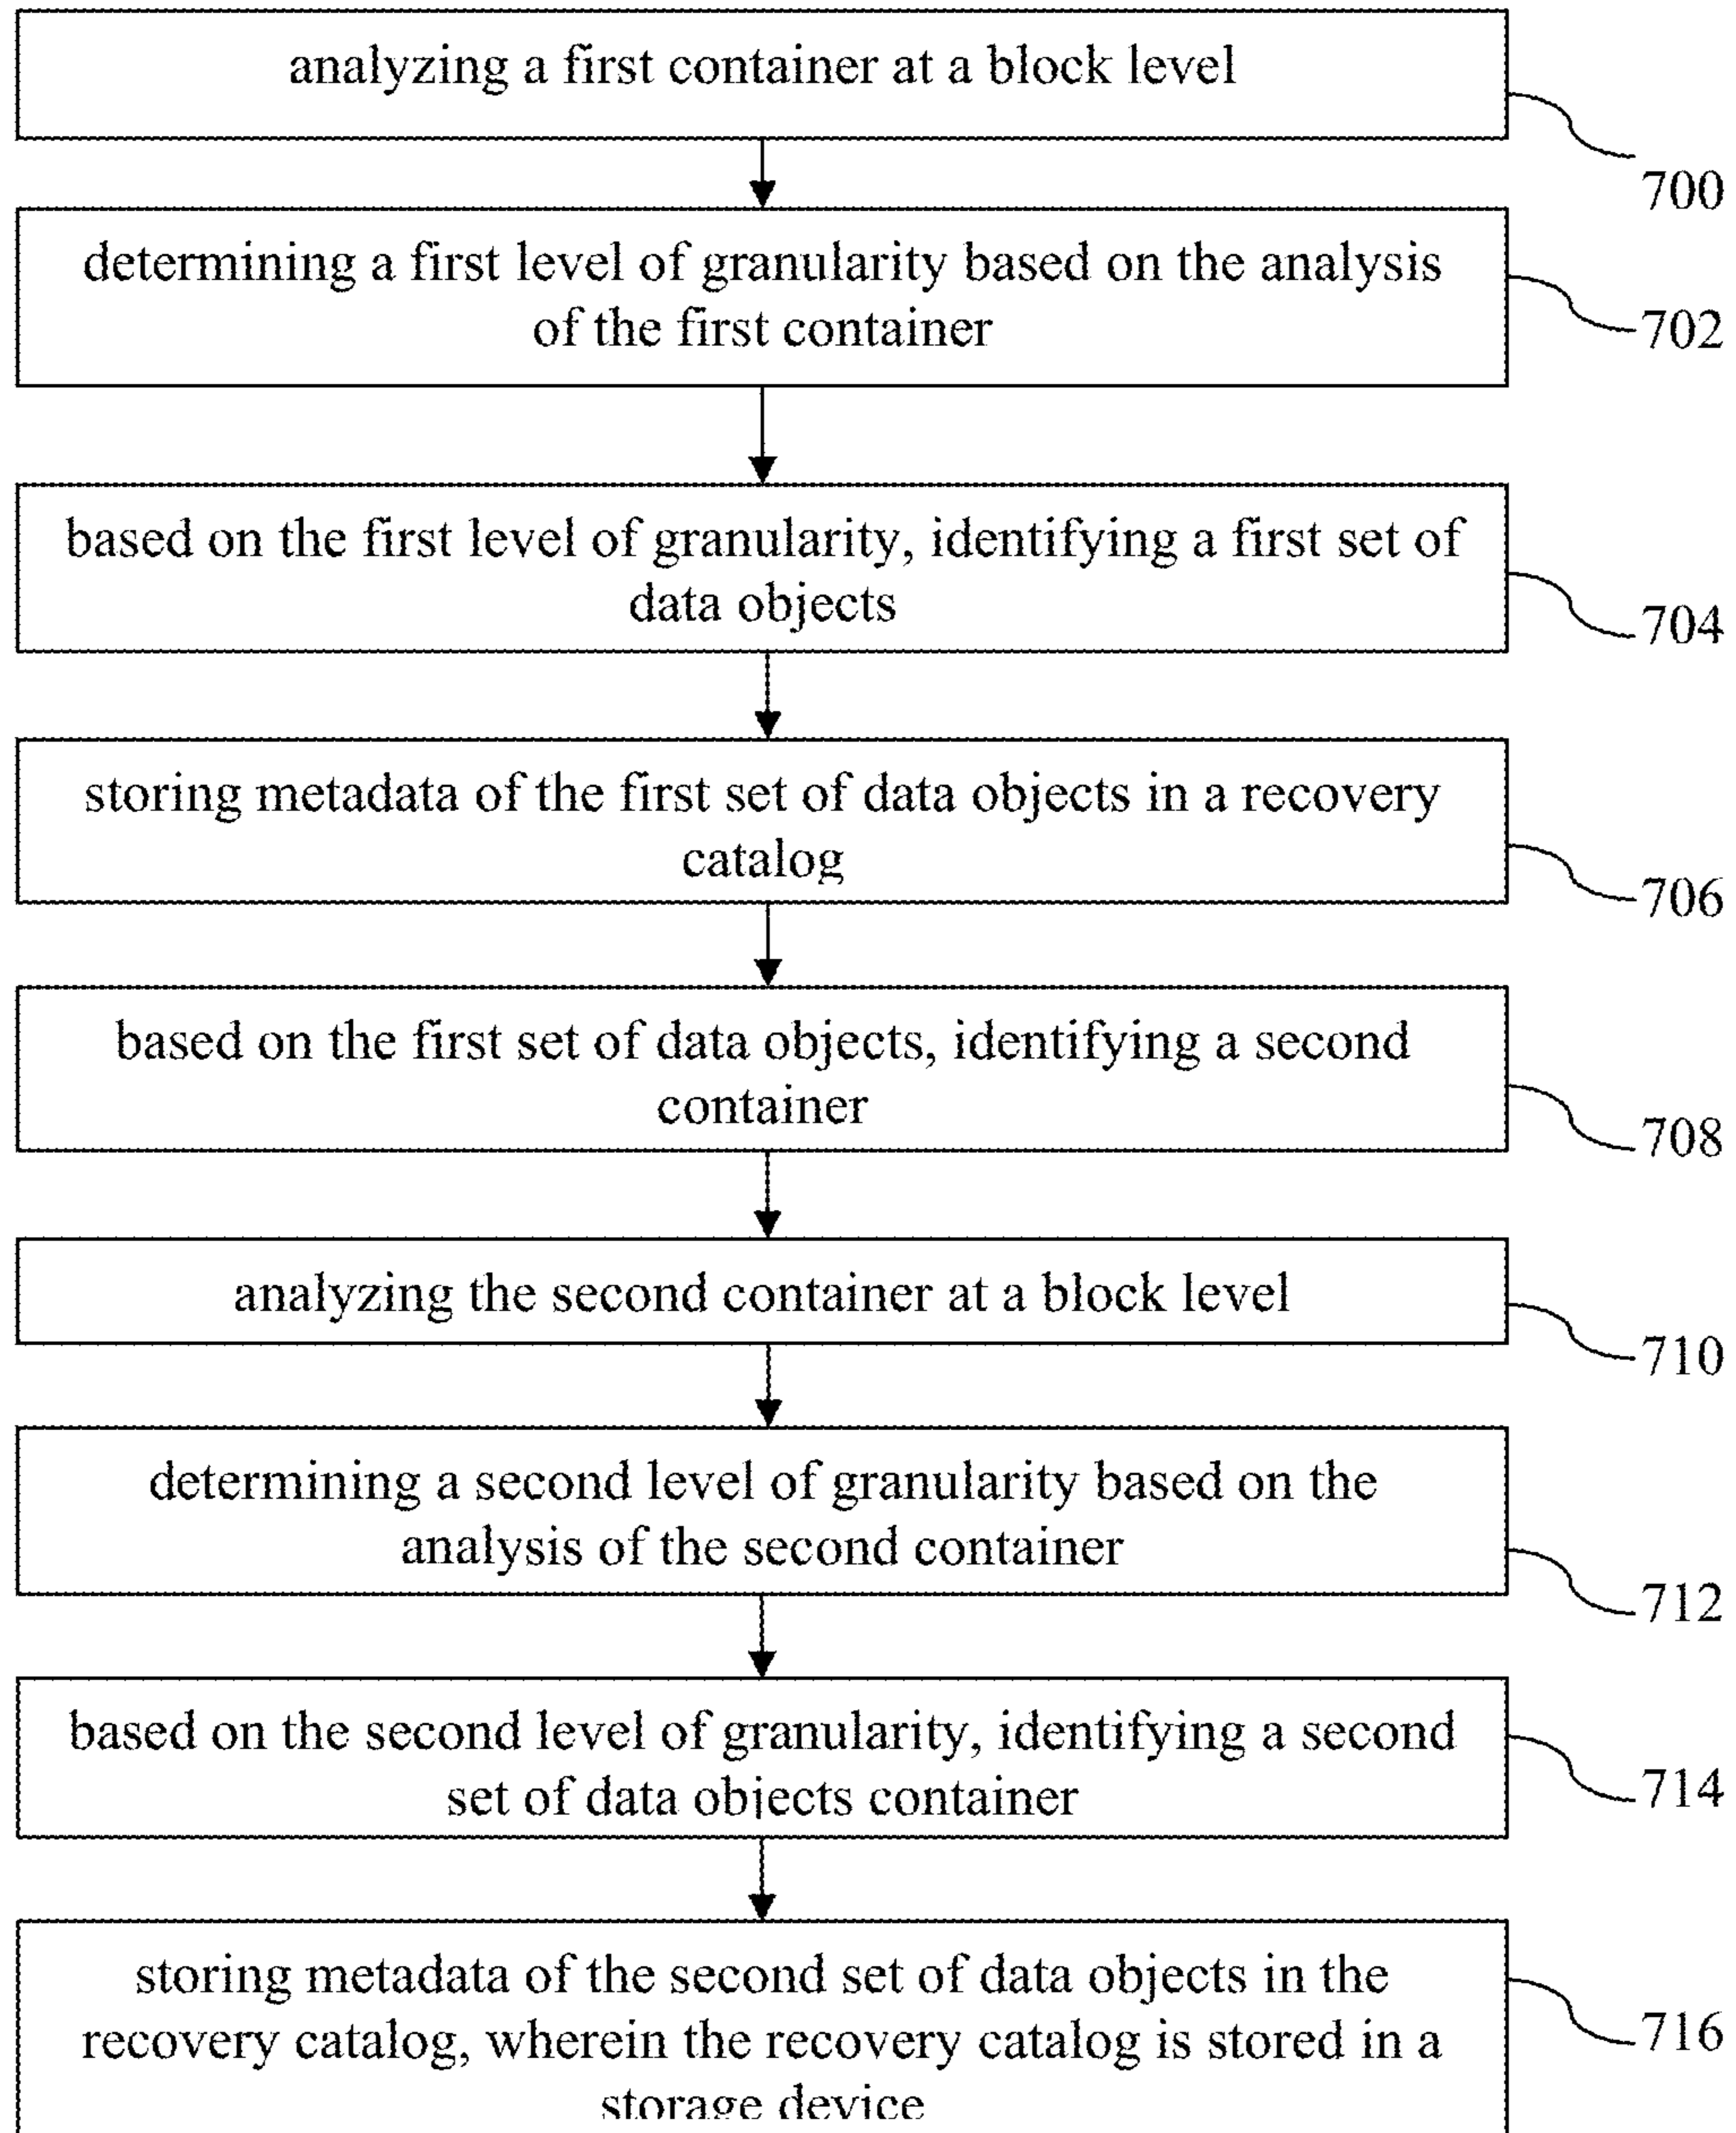 analyzing a first container at a block level
700
determining a first level of granularity based on the analysis
of the first container
702
based on the first level of granularity, identifying a first set of
data objects
704
storing metadata of the first set of data objects in a recovery
catalog
706
based on the first set of data objects, identifying a second
container
708
analyzing the second container at a block level
710
determining a second level of granularity based on the
analysis of the second container
712
based on the second level of granularity, identifying a second
set of data objects container
714
storing metadata of the second set of data objects in the
recovery catalog, wherein the recovery catalog is stored in a
storage device
716